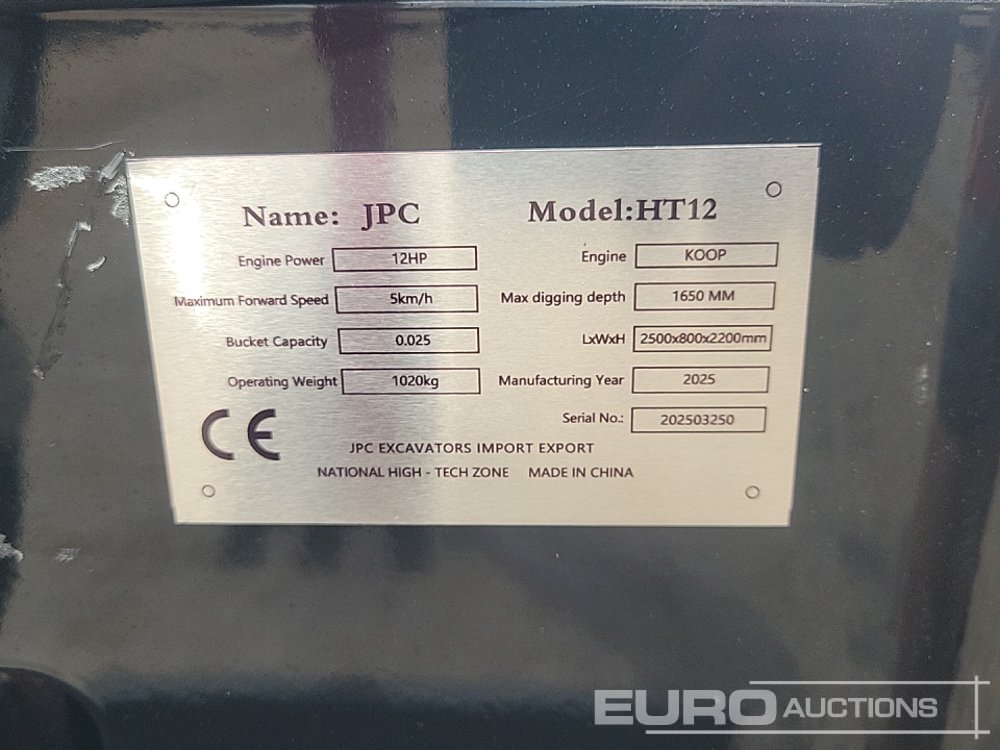 Name: JPC Model:HT12
Engine Power 12HP Engine KOOP
Maximum Forward Speed 5km/h Max digging depth 1650 MM
Bucket Capacity 0.025 LxWxH 2500x800x2200mm
Operating Weight 1020kg Manufacturing Year 2025
Serial No.: 202503250
CE
JPC EXCAVATORS IMPORT EXPORT
NATIONAL HIGH - TECH ZONE MADE IN CHINA
EURO AUCTIONS